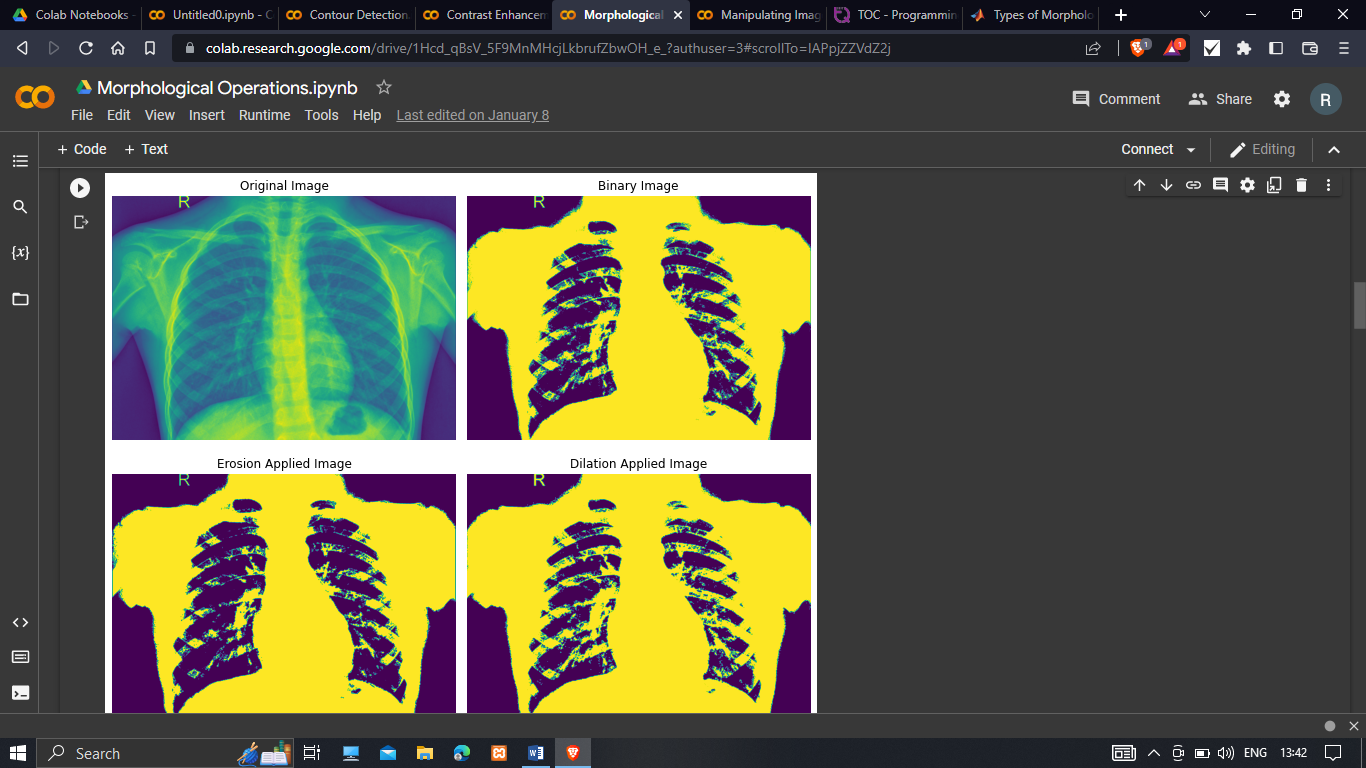 Colab Notebooks -
Untitled0.ipynb - C
Contour Detection.
Contrast Enhancem
Morphological
Manipulating Imag
TOC - Programmin
Types of Morpholo
colab.research.google.com/drive/1Hcd_qBsV_5F9MnMHcjLkbrufZbwOH_e_?authuser=3#scrollTo=IAPpjZZVdZ2j
1
1
Morphological Operations.ipynb
File Edit View Insert Runtime Tools Help Last edited on January 8
Comment
Share
R
+ Code + Text
Connect
Editing
{x}
Original Image
Binary Image
R
R
Erosion Applied Image
Dilation Applied Image
R
R
Search
ENG
13:42